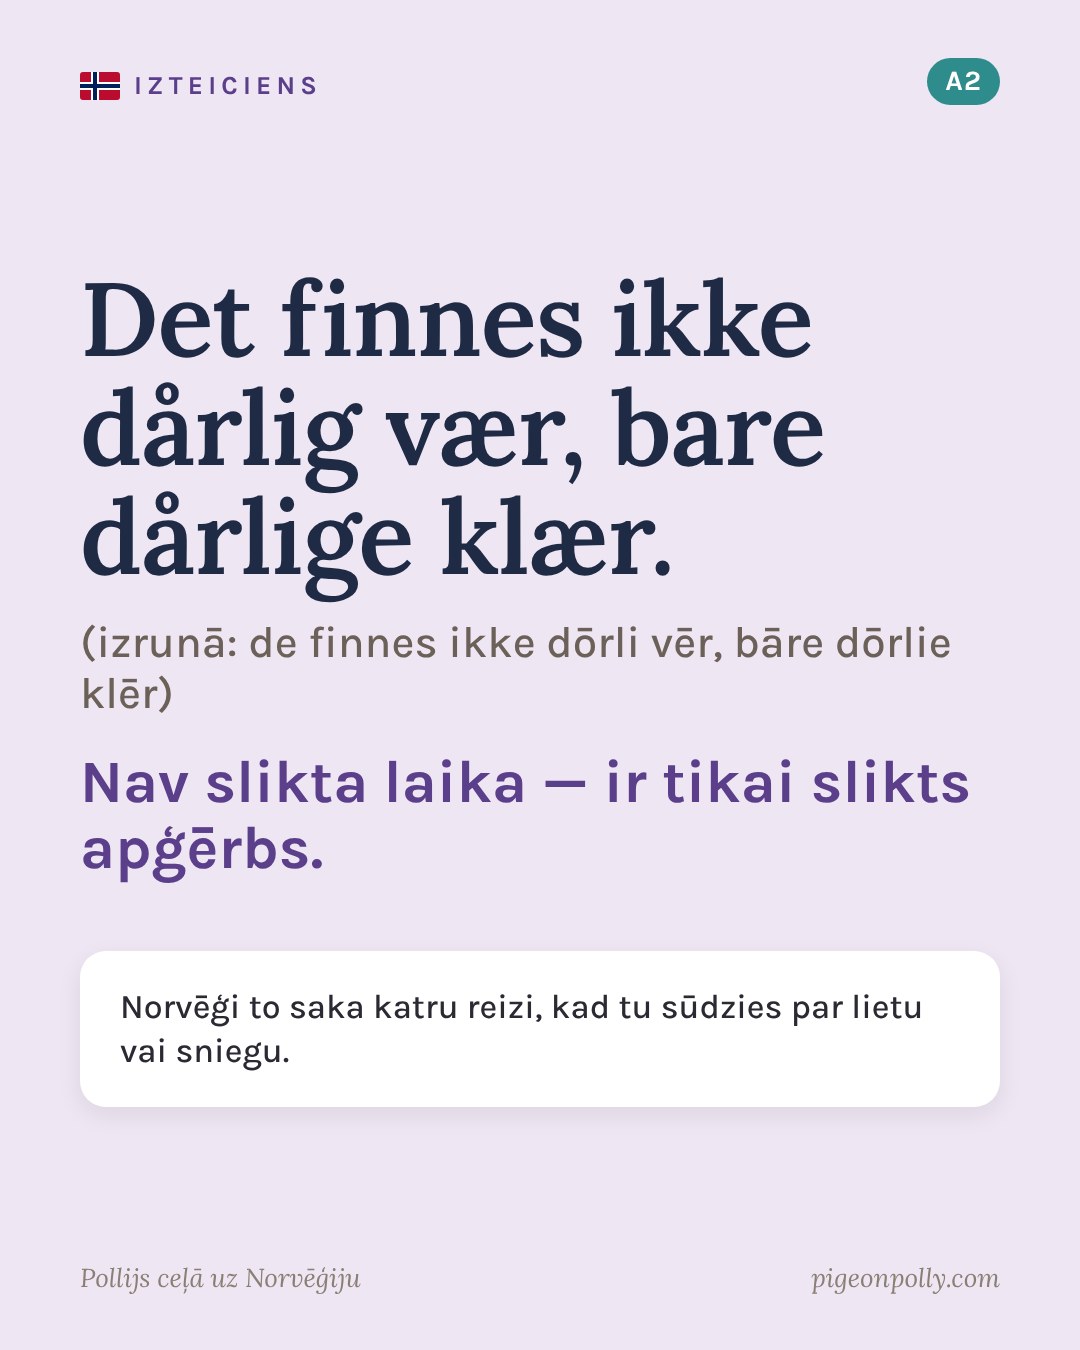 IZTEICIENS
A2
Det finnes ikke
dårlig vær, bare
dårlige klær.
(izrunā: de finnes ikke dōrli vēr, bāre dōrlie
klēr)
Nav slikta laika — ir tikai slikts
apģērbs.
Norvēģi to saka katru reizi, kad tu sūdzies par lietu
vai sniegu.
Pollijs ceļā uz Norvēģiju
pigeonpolly.com